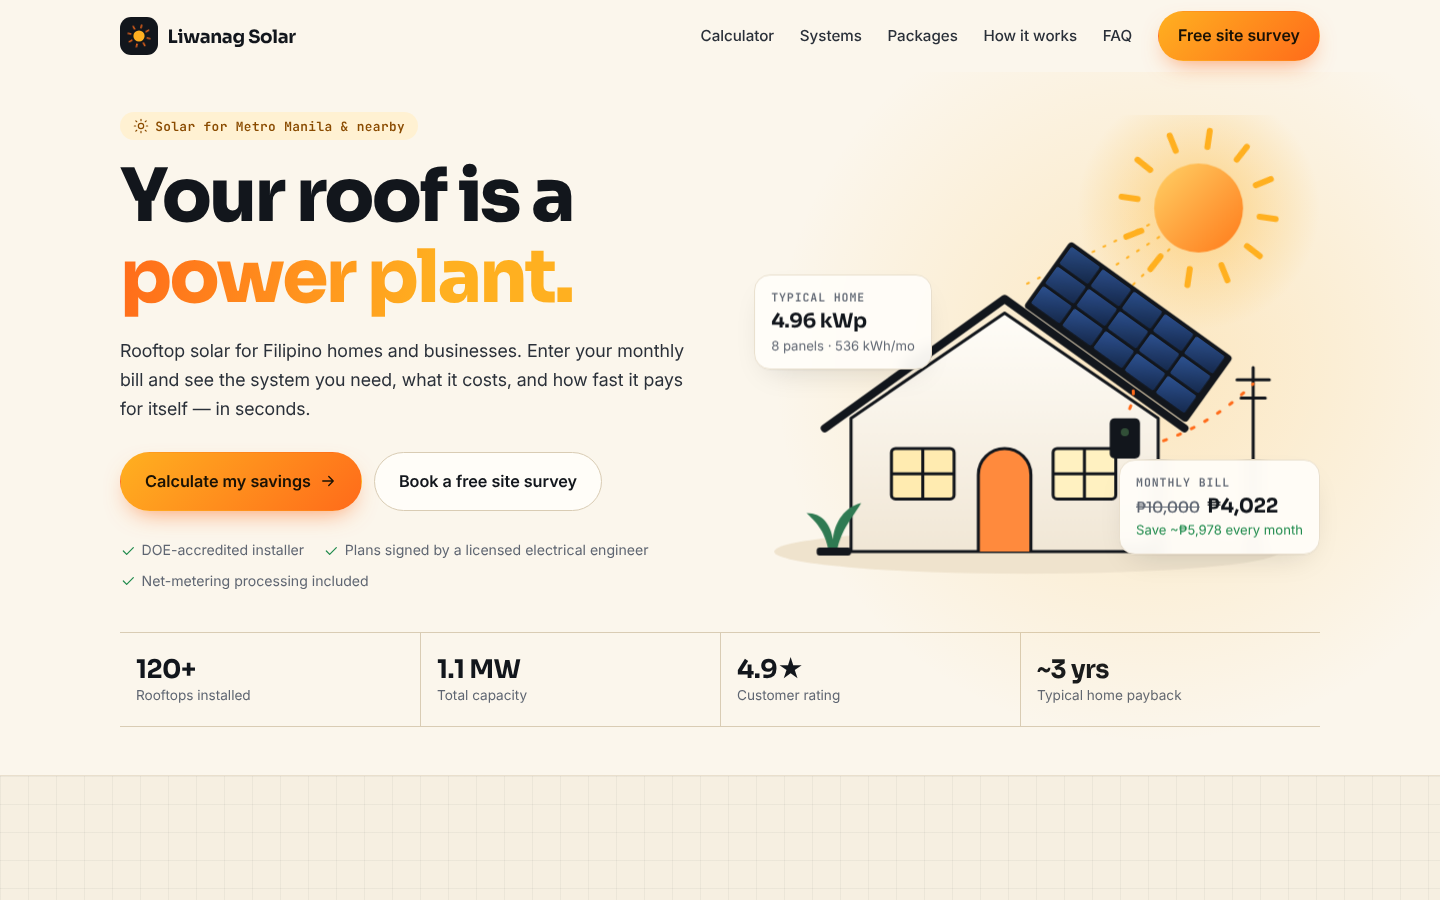 Liwanag Solar
Calculator
Systems
Packages
How it works
FAQ
Free site survey
Solar for Metro Manila & nearby
Your roof is a
power plant.
Rooftop solar for Filipino homes and businesses. Enter your monthly
bill and see the system you need, what it costs, and how fast it pays
for itself — in seconds.
Calculate my savings →
Book a free site survey
DOE-accredited installer
Plans signed by a licensed electrical engineer
Net-metering processing included
TYPICAL HOME
4.96 kWp
8 panels · 536 kWh/mo
MONTHLY BILL
₱10,000 ₱4,022
Save ~₱5,978 every month
120+
Rooftops installed
1.1 MW
Total capacity
4.9★
Customer rating
~3 yrs
Typical home payback